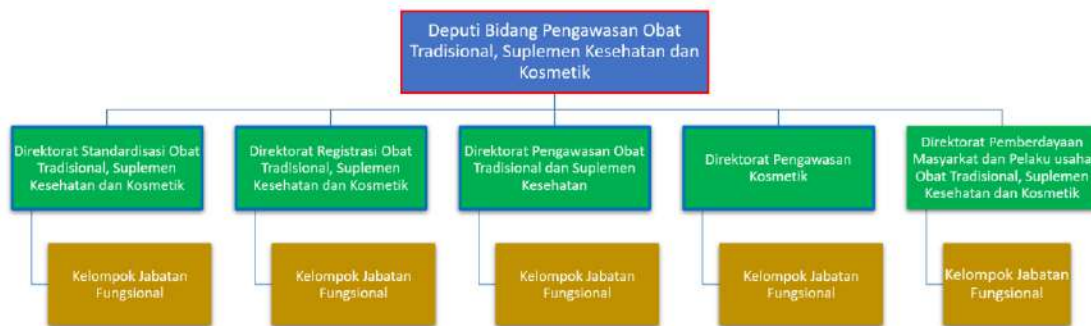 Deputi Bidang Pengawasan Obat
Tradisional, Suplemen Kesehatan dan
Kosmetik
Direktorat Standardisasi Obat
Tradisional, Suplemen
Kesehatan dan Kosmetik
Direktorat Registrasi Obat
Tradisional, Suplemen
Kesehatan dan Kosmetik
Direktorat Pengawasan Obat
Tradisional dan Suplemen
Kesehatan
Direktorat Pengawasan
Kosmetik
Direktorat Pemberdayaan
Masyarkat dan Pelaku usaha
Obat Tradisional, Suplemen
Kesehatan dan Kosmetik
Kelompok Jabatan
Fungsional
Kelompok Jabatan
Fungsional
Kelompok Jabatan
Fungsional
Kelompok Jabatan
Fungsional
Kelompok Jabatan
Fungsional